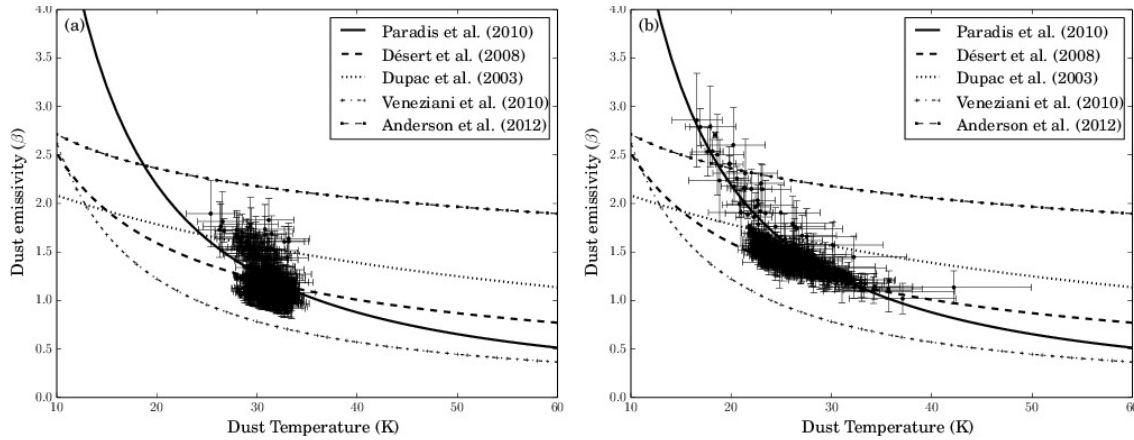 (a)
Paradis et al. (2010)
Désert et al. (2008)
Dupac et al. (2003)
Veneziani et al. (2010)
Anderson et al. (2012)
4.0
3.5
3.0
2.5
2.0
1.5
1.0
0.5
0.0
Dust emissivity (β)
10 20 30 40 50 60
Dust Temperature (K)
(b)
Paradis et al. (2010)
Désert et al. (2008)
Dupac et al. (2003)
Veneziani et al. (2010)
Anderson et al. (2012)
4.0
3.5
3.0
2.5
2.0
1.5
1.0
0.5
0.0
Dust emissivity (β)
10 20 30 40 50 60
Dust Temperature (K)